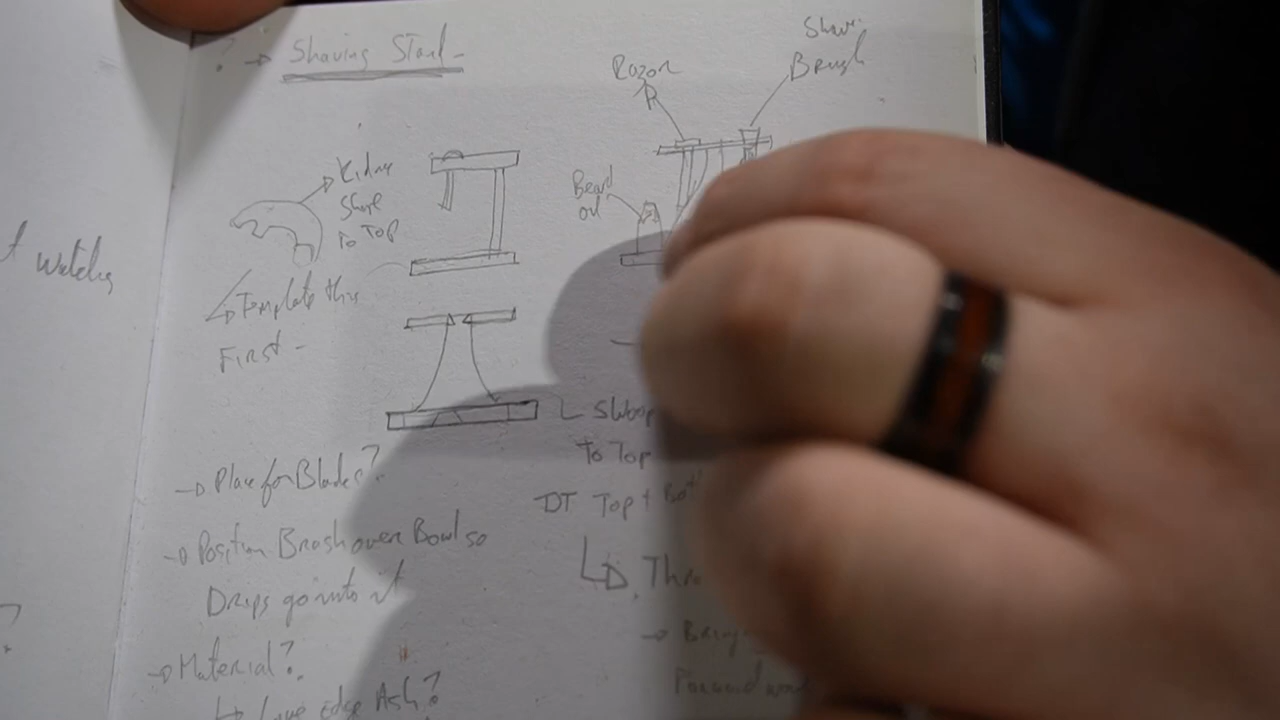 ? → Shaving Stand -
Razor
Brush
Kidney
Shape
To Top
Beard
oil
Template this
First -
Swoop
To Top
DT Top +
→ Place for Blades?
→ Position Brush over Bowl so
Drips go into it
→ Material?
Live edge Ash?